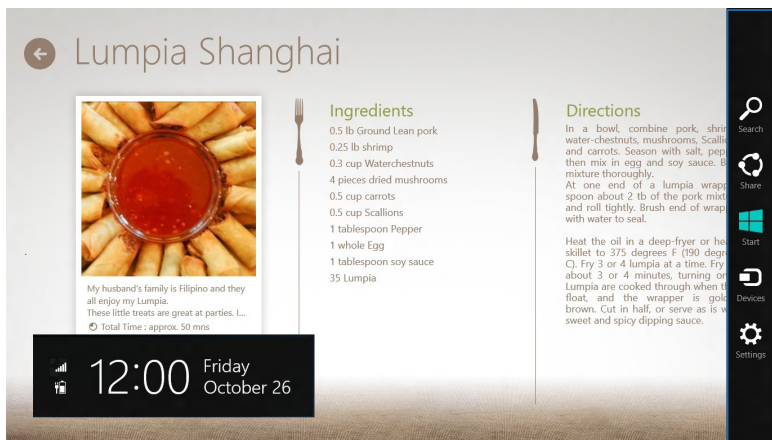 Lumpia Shanghai
My husband's family is Filipino and they
all enjoy my Lumpia.
These little treats are great at parties. I...
Total Time : approx. 50 mns
Ingredients
0.5 lb Ground Lean pork
0.25 lb shrimp
0.3 cup Waterchestnuts
4 pieces dried mushrooms
0.5 cup carrots
0.5 cup Scallions
1 tablespoon Pepper
1 whole Egg
1 tablespoon soy sauce
35 Lumpia
Directions
In a bowl, combine pork,
water-chestnuts, mushrooms,
and carrots. Season with salt,
then mix in egg and soy sauce.
mixture thoroughly.
At one end of a lumpia
spoon about 2 tb of the pork
and roll tightly. Brush end of
with water to seal.
Heat the oil in a deep-fryer or
skillet to 375 degrees F (190
C). Fry 3 or 4 lumpia at a time. Fry
about 3 or 4 minutes, turning
Lumpia are cooked through when
float, and the wrapper is
brown. Cut in half, or serve as is
sweet and spicy dipping sauce.
Search
Share
Start
Devices
Settings
12:00
Friday
October 26